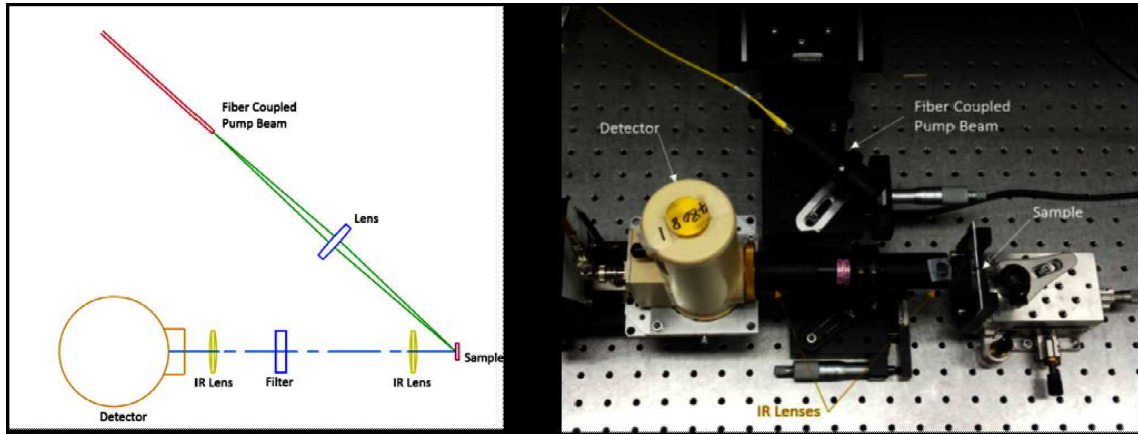 Fiber Coupled
Pump Beam
Lens
IR Lens
Filter
IR Lens
Sample
Detector
Detector
Fiber Coupled
Pump Beam
Sample
IR Lenses